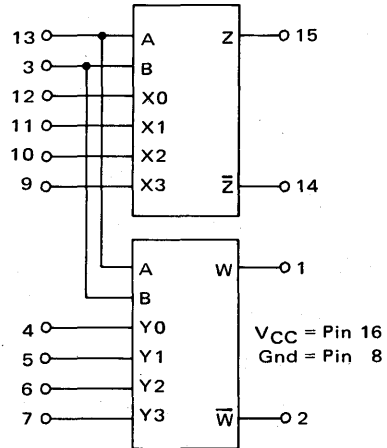 13 A Z 15
3 B
12 X0
11 X1
10 X2
9 X3 Z̅ 14
A W 1
B
4 Y0
5 Y1
6 Y2
7 Y3 W̅ 2
VCC = Pin 16
Gnd = Pin 8